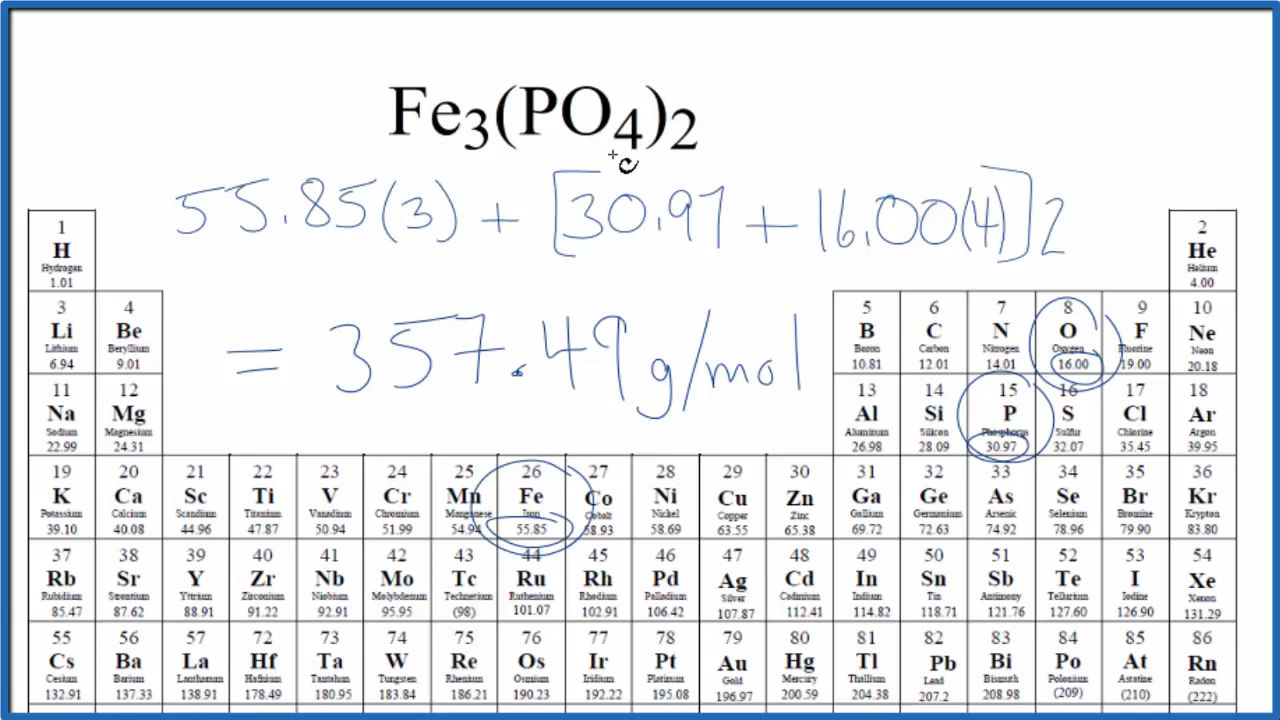 Fe₃(PO₄)₂
55.85(3) + [30.97 + 16.00(4)]2
= 357.49 g/mol
1 2
H He
Hydrogen Helium
1.01 4.00
3 4 5 6 7 8 9 10
Li Be B C N O F Ne
Lithium Beryllium Boron Carbon Nitrogen Oxygen Fluorine Neon
6.94 9.01 10.81 12.01 14.01 16.00 19.00 20.18
11 12 13 14 15 16 17 18
Na Mg Al Si P S Cl Ar
Sodium Magnesium Aluminum Silicon Phosphorus Sulfur Chlorine Argon
22.99 24.31 26.98 28.09 30.97 32.07 35.45 39.95
19 20 21 22 23 24 25 26 27 28 29 30 31 32 33 34 35 36
K Ca Sc Ti V Cr Mn Fe Co Ni Cu Zn Ga Ge As Se Br Kr
Potassium Calcium Scandium Titanium Vanadium Chromium Manganese Iron Cobalt Nickel Copper Zinc Gallium Germanium Arsenic Selenium Bromine Krypton
39.10 40.08 44.96 47.87 50.94 51.99 54.94 55.85 58.93 58.69 63.55 65.38 69.72 72.63 74.92 78.96 79.90 83.80
37 38 39 40 41 42 43 44 45 46 47 48 49 50 51 52 53 54
Rb Sr Y Zr Nb Mo Tc Ru Rh Pd Ag Cd In Sn Sb Te I Xe
Rubidium Strontium Yttrium Zirconium Niobium Molybdenum Technetium Ruthenium Rhodium Palladium Silver Cadmium Indium Tin Antimony Tellurium Iodine Xenon
85.47 87.62 88.91 91.22 92.91 95.95 (98) 101.07 102.91 106.42 107.87 112.41 114.82 118.71 121.76 127.60 126.90 131.29
55 56 57 72 73 74 75 76 77 78 79 80 81 82 83 84 85 86
Cs Ba La Hf Ta W Re Os Ir Pt Au Hg Tl Pb Bi Po At Rn
Cesium Barium Lanthanum Hafnium Tantalum Tungsten Rhenium Osmium Iridium Platinum Gold Mercury Thallium Lead Bismuth Polonium Astatine Radon
132.91 137.33 138.91 178.49 180.95 183.84 186.21 190.23 192.22 195.08 196.97 200.59 204.38 207.2 208.98 (209) (210) (222)